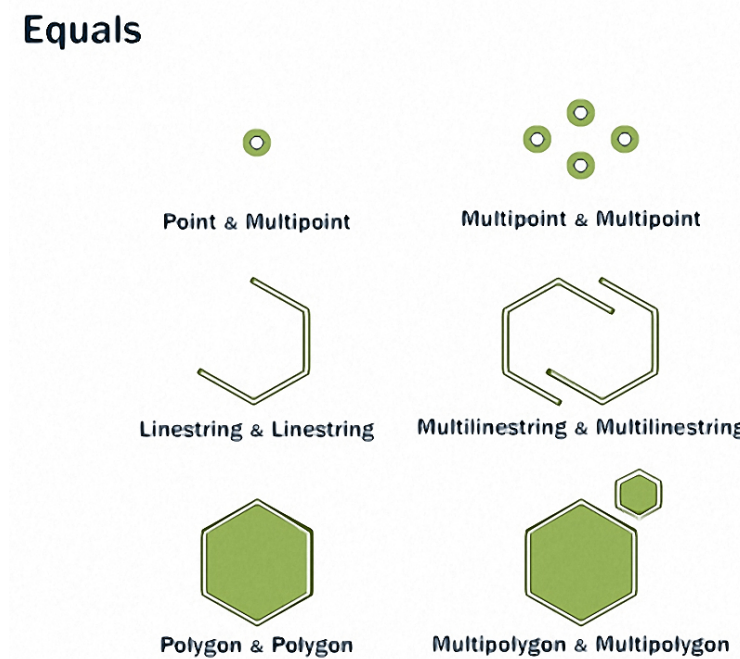 Equals
Point & Multipoint
Multipoint & Multipoint
Linestring & Linestring
Multilinestring & Multilinestring
Polygon & Polygon
Multipolygon & Multipolygon